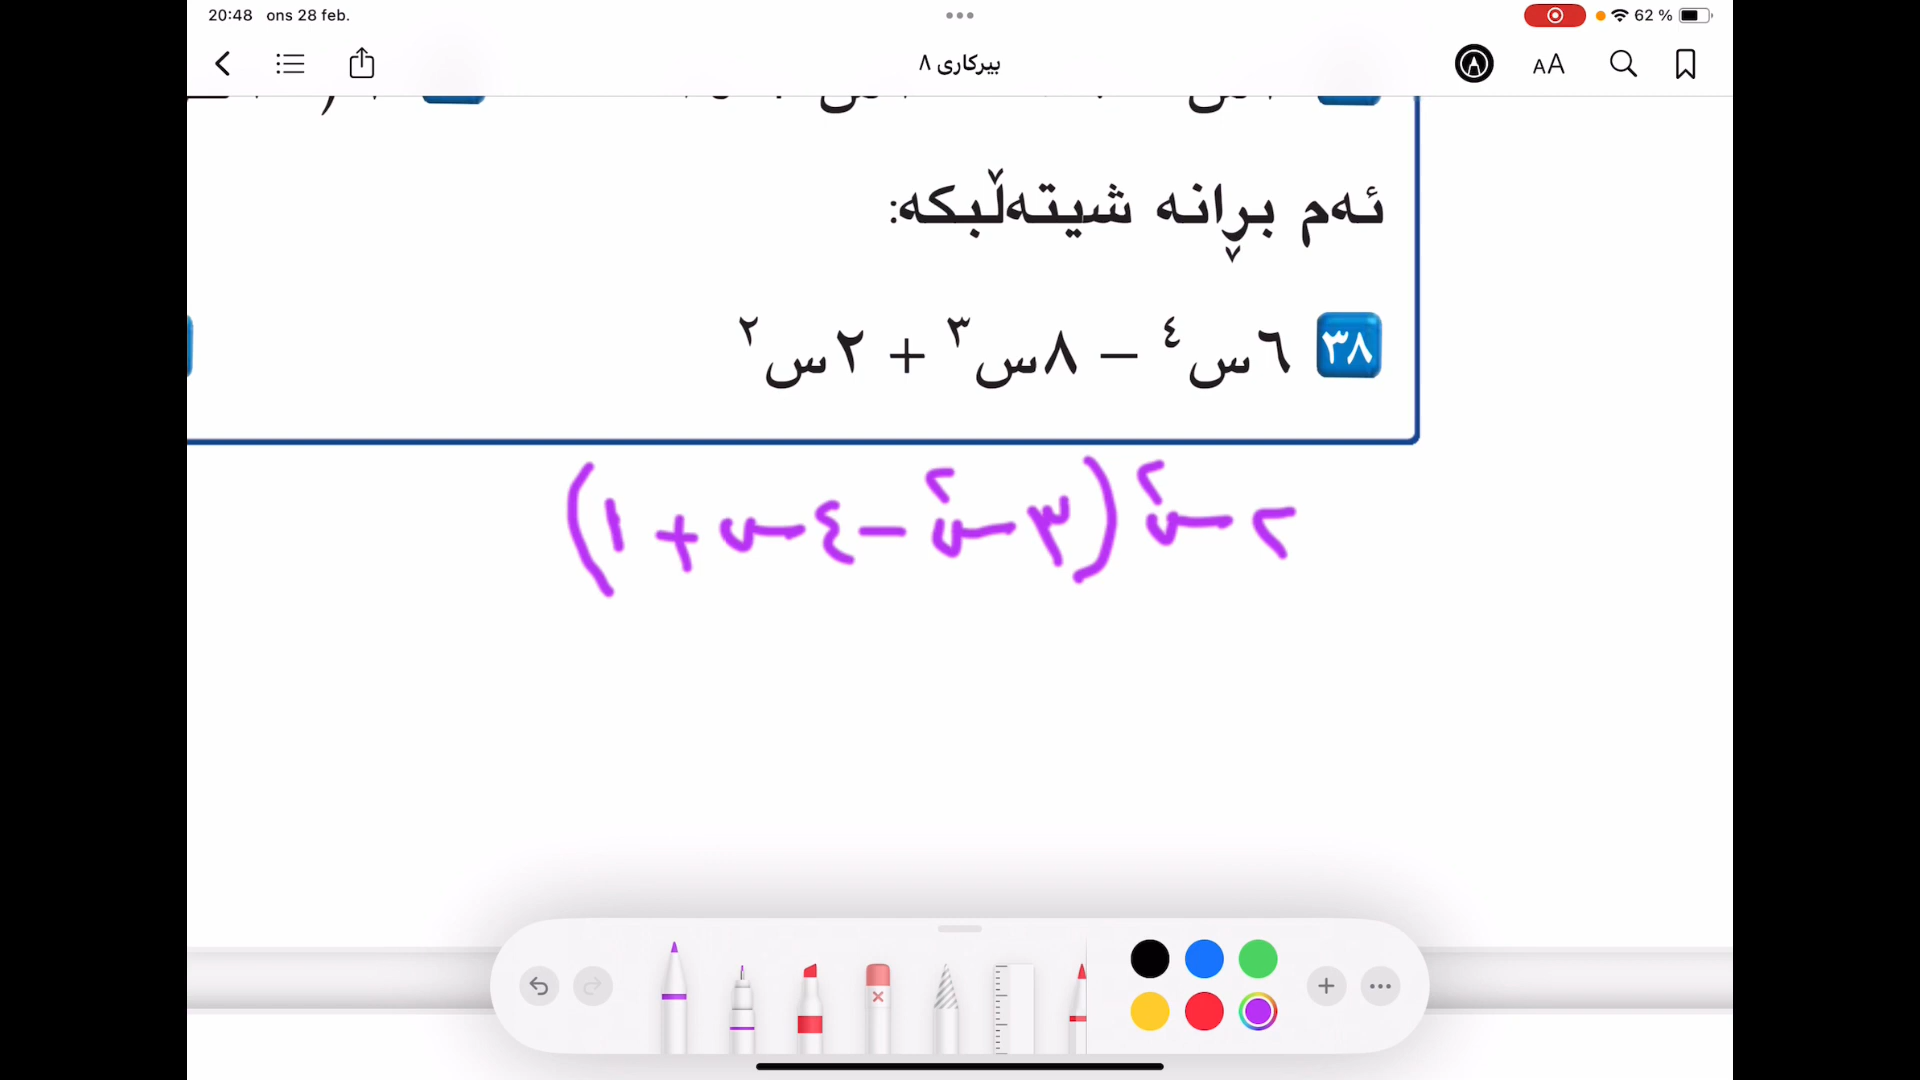 20:48 ons 28 feb.
62 %
بیرکاری ٨
AA
ئەم بڕانە شیتەڵبکە:
٣٨ ٦س٤ − ٨س٣ + ٢س٢
٢س٢(٣س٢ − ٤س + ١)